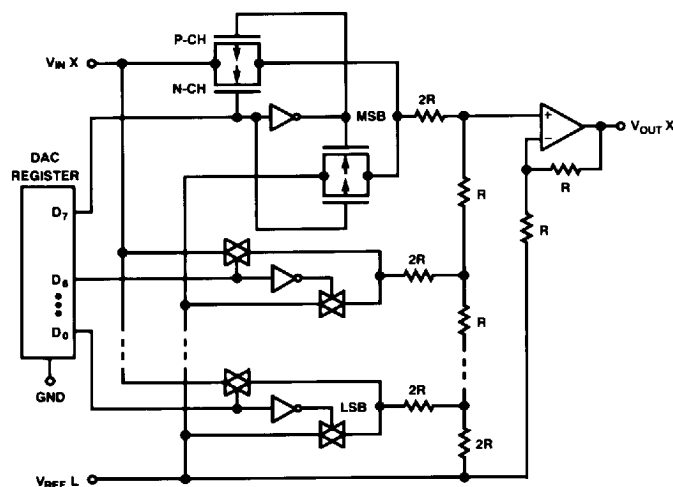 P-CH
V_IN X
N-CH
MSB
2R
+
−
V_OUT X
R
R
R
DAC
REGISTER
D7
D6
D0
GND
2R
R
LSB
2R
2R
V_REF L